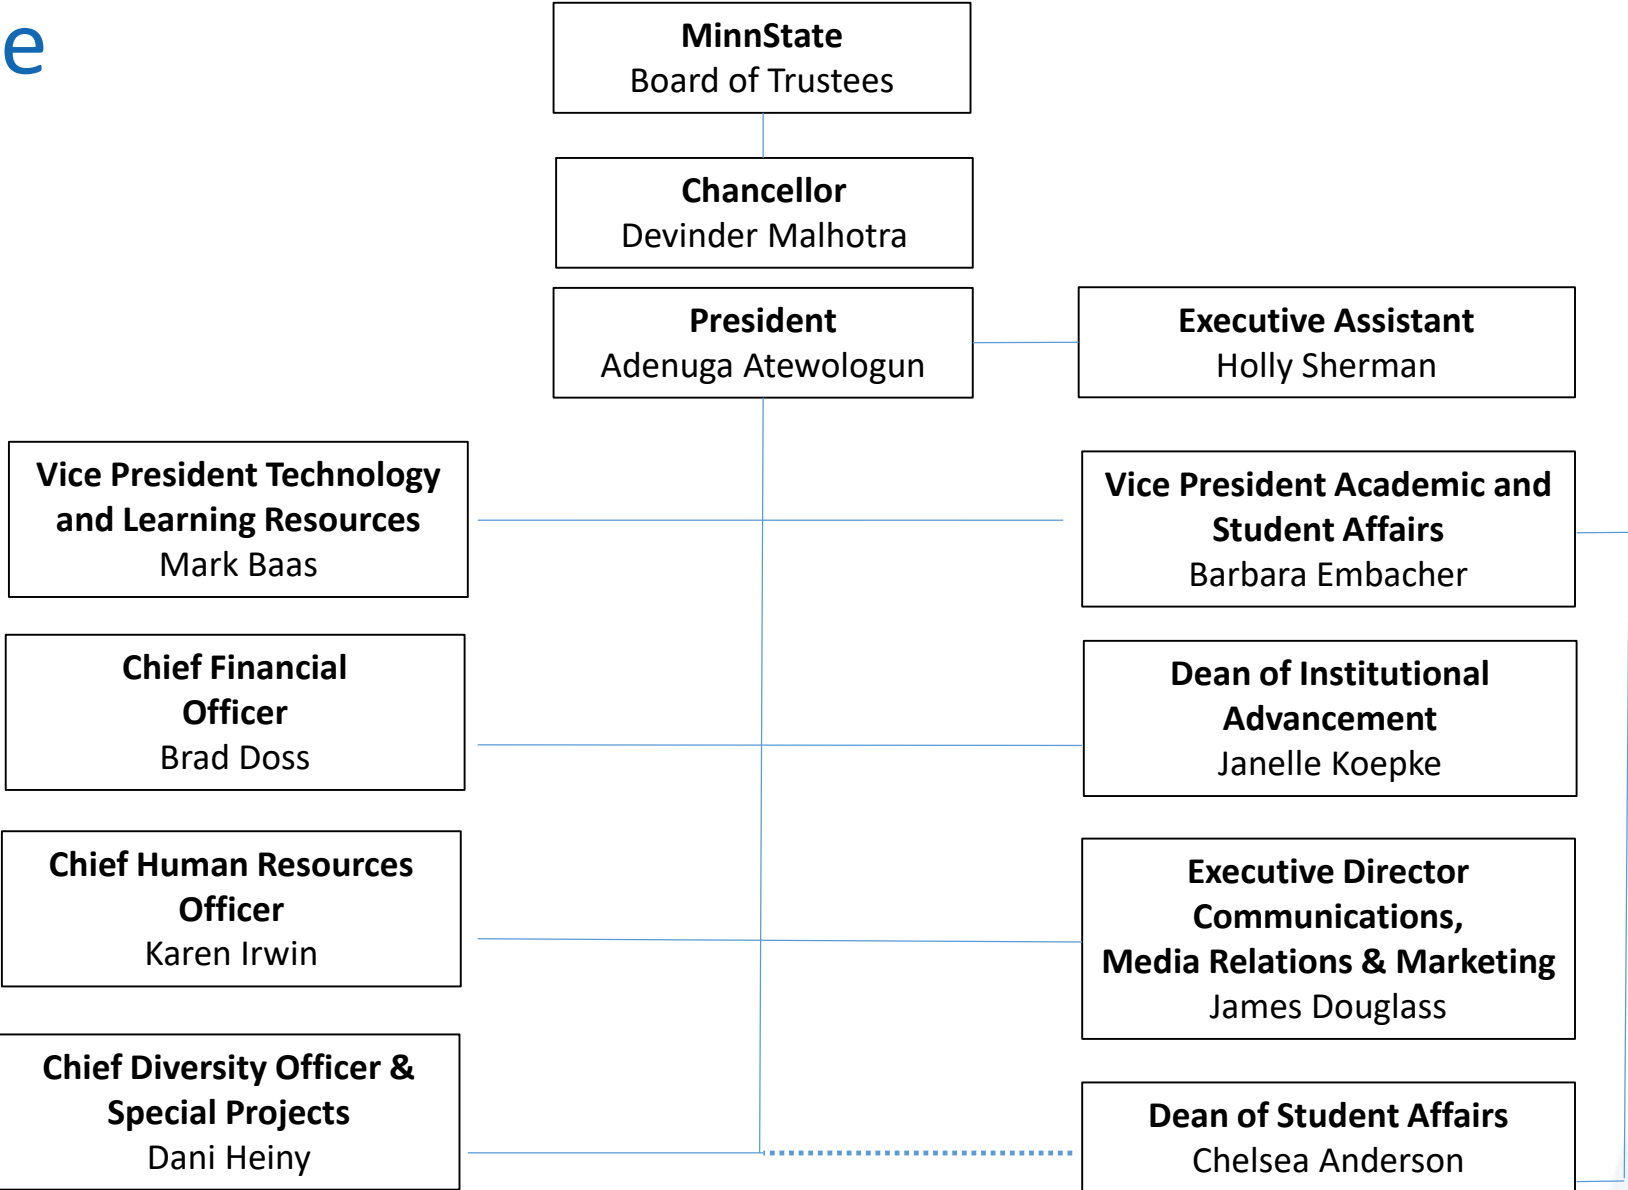 e
MinnState
Board of Trustees
Chancellor
Devinder Malhotra
President
Adenuga Atewologun
Executive Assistant
Holly Sherman
Vice President Technology
and Learning Resources
Mark Baas
Vice President Academic and
Student Affairs
Barbara Embacher
Chief Financial
Officer
Brad Doss
Dean of Institutional
Advancement
Janelle Koepke
Chief Human Resources
Officer
Karen Irwin
Executive Director
Communications,
Media Relations & Marketing
James Douglass
Chief Diversity Officer &
Special Projects
Dani Heiny
Dean of Student Affairs
Chelsea Anderson